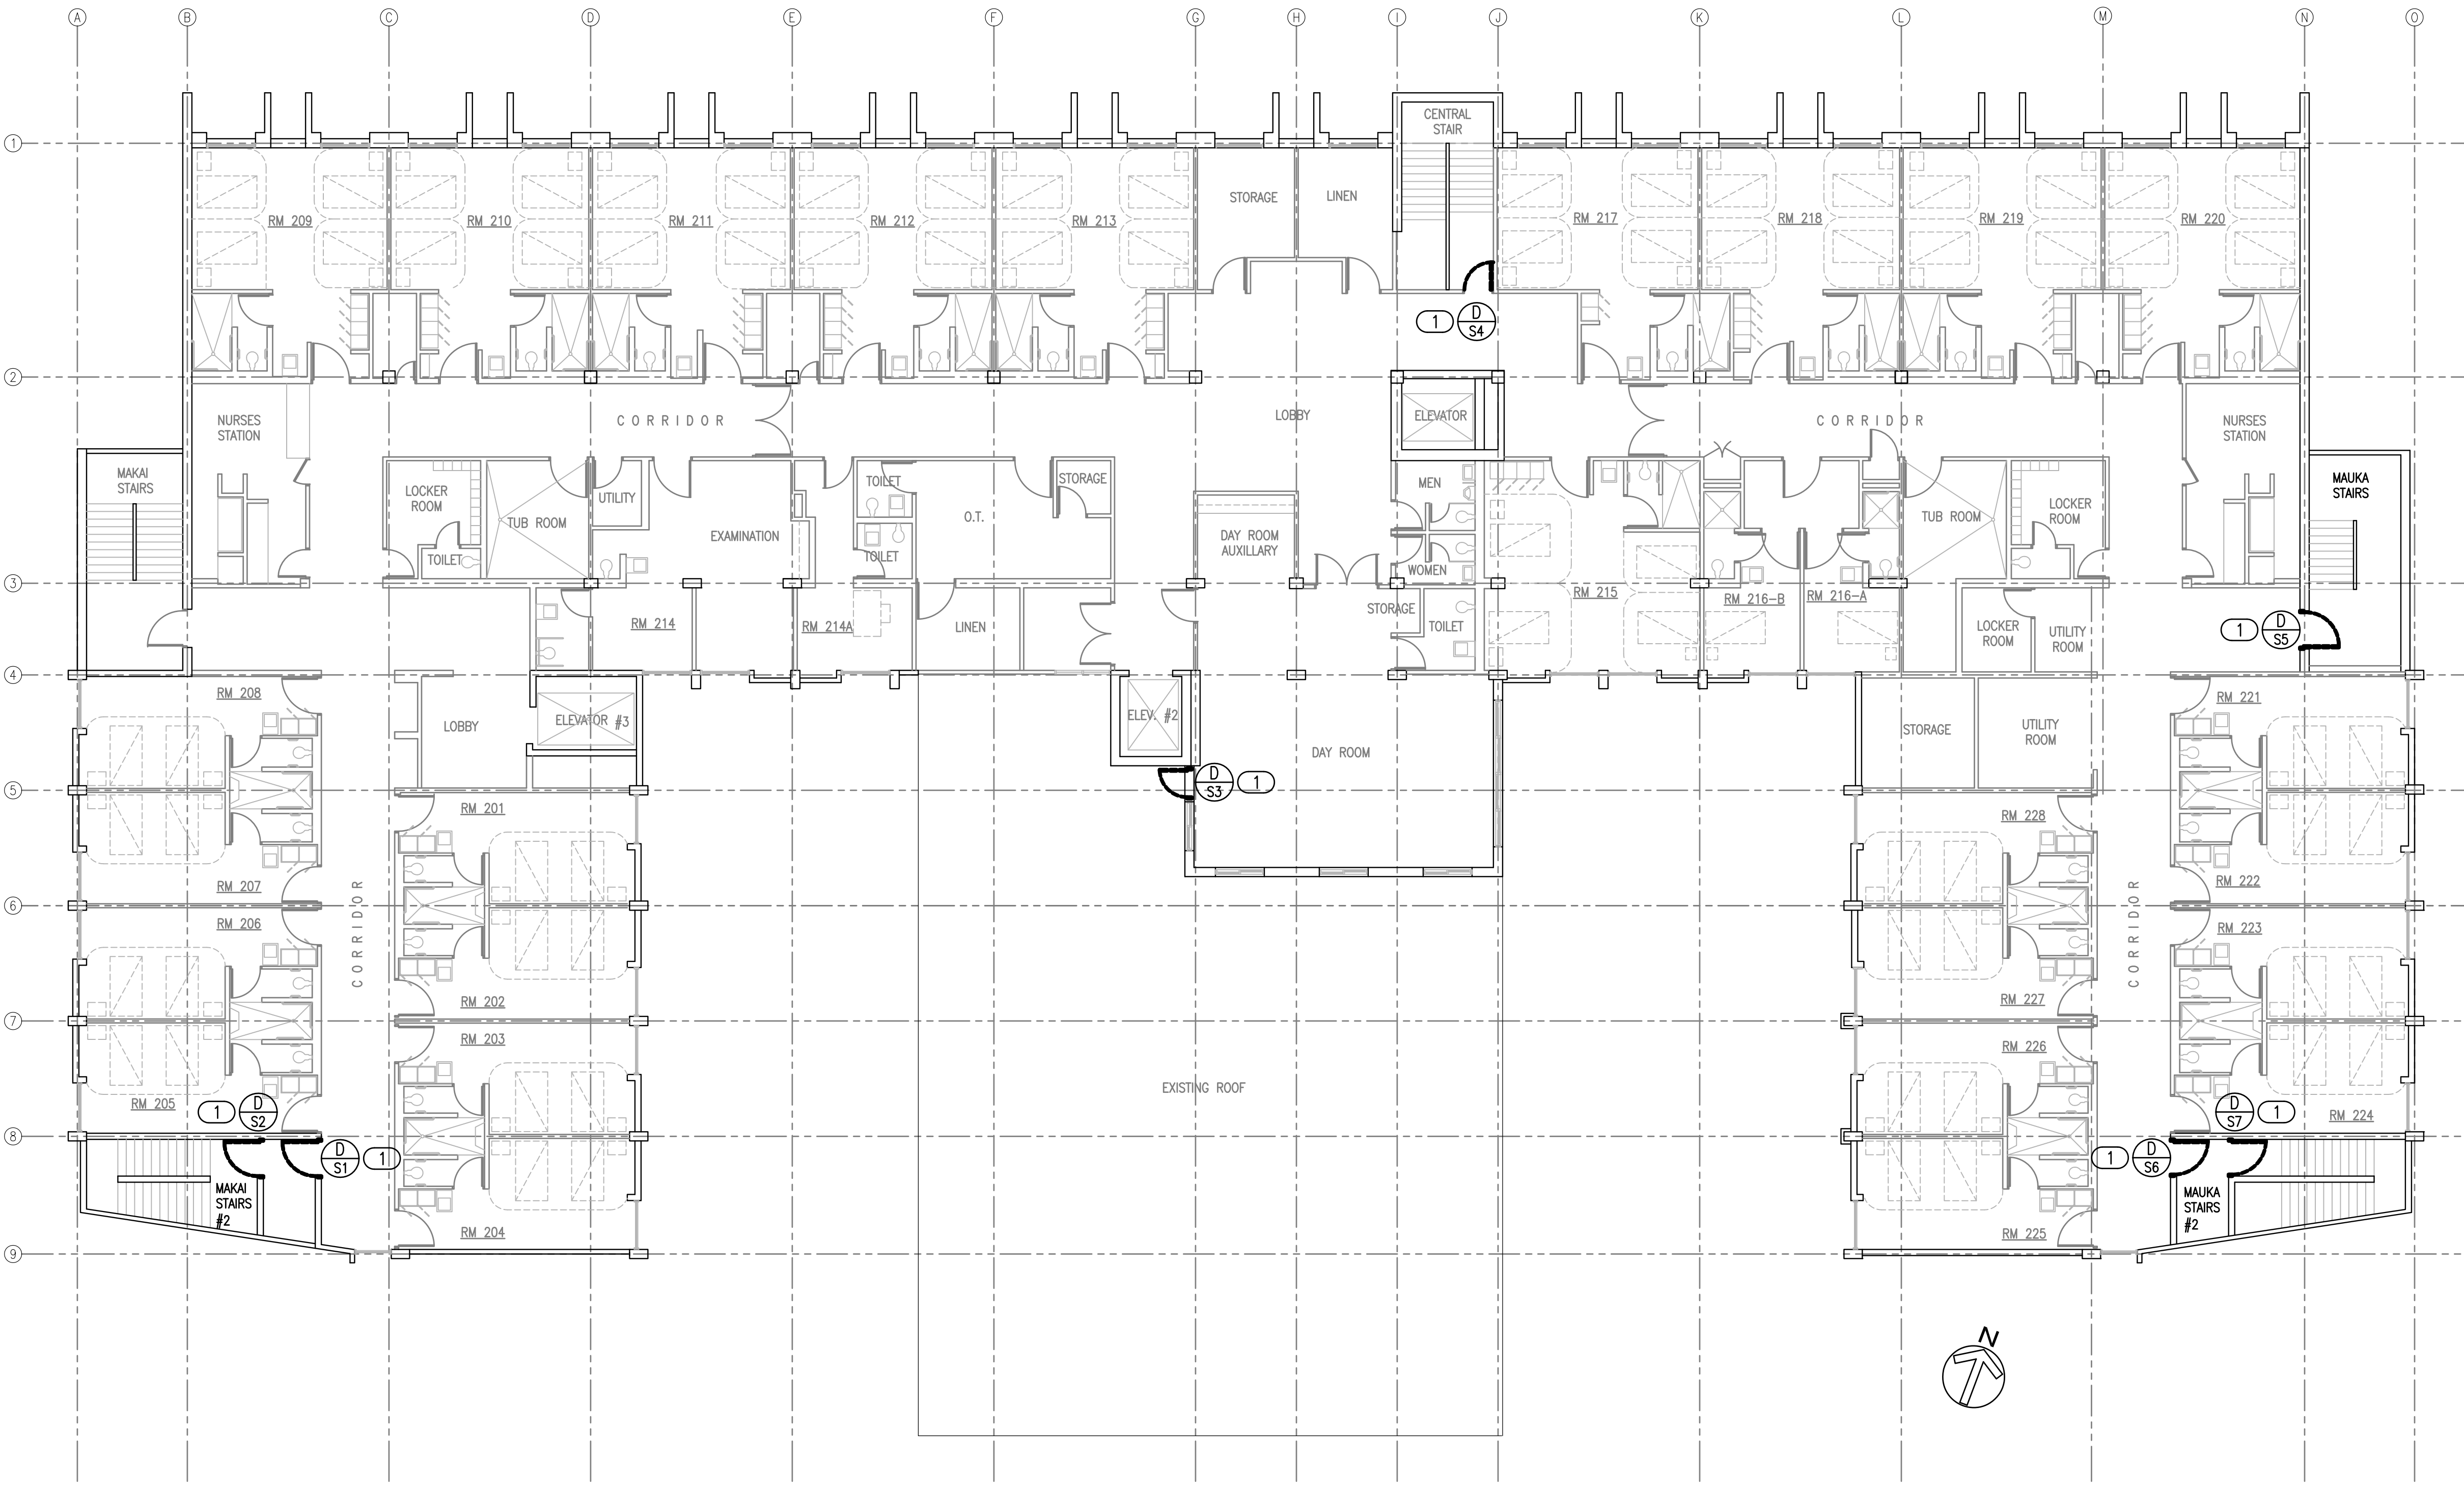 A
B
C
D
E
F
G
H
I
J
K
L
M
N
O
1
CENTRAL
STAIR
STORAGE
LINEN
RM 209
RM 210
RM 211
RM 212
RM 213
RM 217
RM 218
RM 219
RM 220
1
D
S4
2
NURSES
STATION
CORRIDOR
LOBBY
ELEVATOR
CORRIDOR
NURSES
STATION
MAKAI
STAIRS
LOCKER
ROOM
TUB ROOM
TOILET
UTILITY
EXAMINATION
TOILET
TOILET
O.T.
STORAGE
DAY ROOM
AUXILLARY
MEN
WOMEN
TUB ROOM
LOCKER
ROOM
MAUKA
STAIRS
3
RM 214
RM 214A
LINEN
STORAGE
TOILET
RM 215
RM 216-B
RM 216-A
LOCKER
ROOM
UTILITY
ROOM
1
D
S5
4
RM 208
LOBBY
ELEVATOR #3
ELEV. #2
DAY ROOM
STORAGE
UTILITY
ROOM
RM 221
5
D
S3
1
RM 201
RM 228
RM 207
CORRIDOR
CORRIDOR
RM 222
6
RM 206
RM 223
RM 202
RM 227
7
RM 203
RM 226
EXISTING ROOF
RM 205
1
D
S2
D
S7
1
RM 224
8
D
S1
1
1
D
S6
MAKAI
STAIRS
#2
MAUKA
STAIRS
#2
RM 204
RM 225
9
N